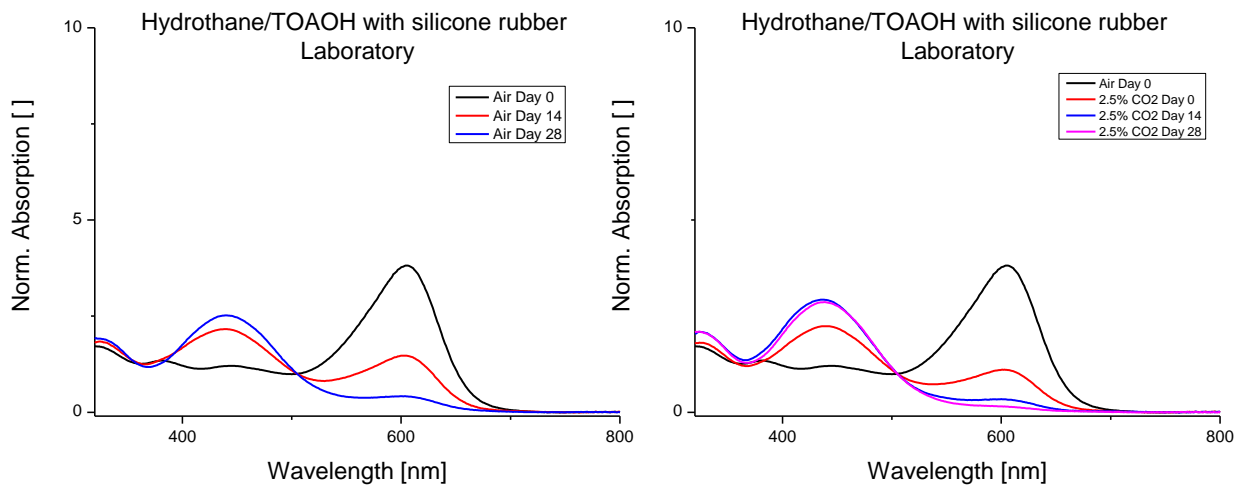 Hydrothane/TOAOH with silicone rubber
Laboratory
Air Day 0
Air Day 14
Air Day 28
Norm. Absorption [ ]
10
5
0
400
600
800
Wavelength [nm]
Hydrothane/TOAOH with silicone rubber
Laboratory
Air Day 0
2.5% CO2 Day 0
2.5% CO2 Day 14
2.5% CO2 Day 28
Norm. Absorption [ ]
10
5
0
400
600
800
Wavelength [nm]